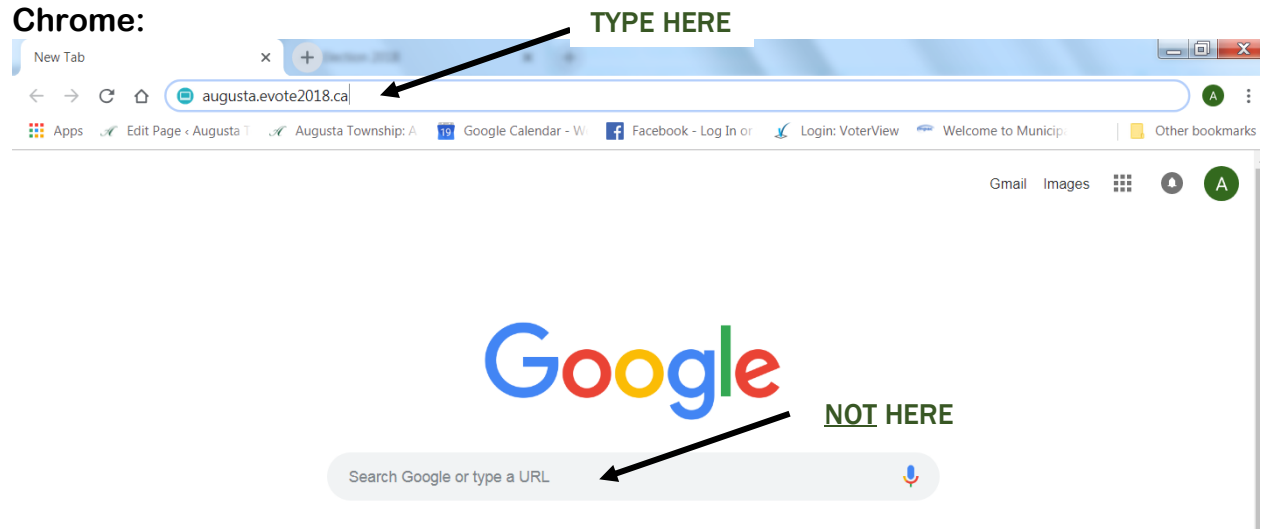 Chrome:
TYPE HERE
New Tab
augusta.evote2018.ca
Apps Edit Page ‹ Augusta T Augusta Township: A 19 Google Calendar - W Facebook - Log In or Login: VoterView Welcome to Municip Other bookmarks
A
Gmail Images A
Google
NOT HERE
Search Google or type a URL